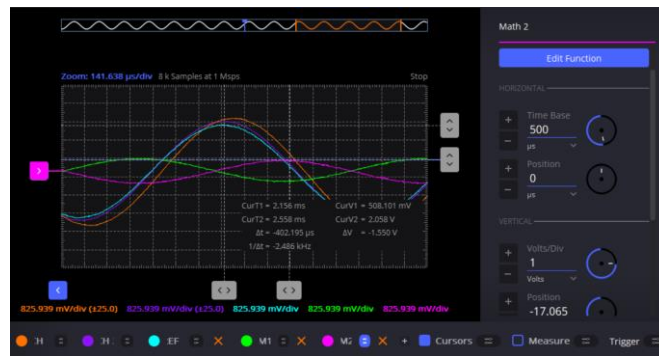 Math 2
Edit Function
Zoom: 141.638 µs/div 8 k Samples at 1 Msps Stop
HORIZONTAL
Time Base
+ 500
− µs
Position
+ 0
− µs
CurT1 = 2.156 ms CurV1 = 508.101 mV
CurT2 = 2.558 ms CurV2 = 2.058 V
Δt = -402.195 µs ΔV = -1.550 V
1/Δt = -2.486 kHz
VERTICAL
Volts/Div
+ 1
− Volts
Position
+ -17.065
825.939 mV/div (±25.0) 825.939 mV/div (±25.0) 825.939 mV/div 825.939 mV/div 825.939 mV/div
M1 M2 + Cursors Measure Trigger